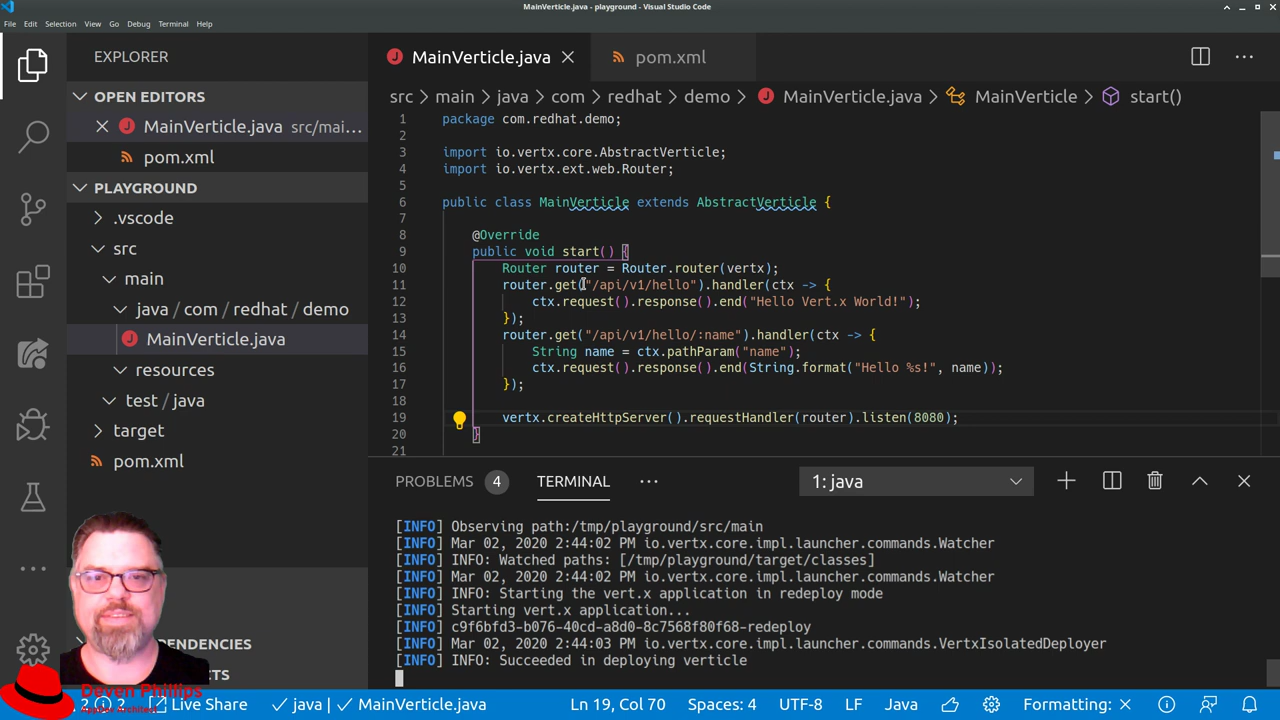 MainVerticle.java - playground - Visual Studio Code
File Edit Selection View Go Debug Terminal Help
EXPLORER
OPEN EDITORS
MainVerticle.java src/mai...
pom.xml
PLAYGROUND
.vscode
src
main
java / com / redhat / demo
MainVerticle.java
resources
test / java
target
pom.xml
PENDENCIES
TS
MainVerticle.java
pom.xml
src > main > java > com > redhat > demo > MainVerticle.java > MainVerticle > start()
1 package com.redhat.demo;
2
3 import io.vertx.core.AbstractVerticle;
4 import io.vertx.ext.web.Router;
5
6 public class MainVerticle extends AbstractVerticle {
7
8 @Override
9 public void start() {
10 Router router = Router.router(vertx);
11 router.get("/api/v1/hello").handler(ctx -> {
12 ctx.request().response().end("Hello Vert.x World!");
13 });
14 router.get("/api/v1/hello/:name").handler(ctx -> {
15 String name = ctx.pathParam("name");
16 ctx.request().response().end(String.format("Hello %s!", name));
17 });
18
19 vertx.createHttpServer().requestHandler(router).listen(8080);
20 }
21
PROBLEMS 4 TERMINAL ... 1: java
[INFO] Observing path:/tmp/playground/src/main
[INFO] Mar 02, 2020 2:44:02 PM io.vertx.core.impl.launcher.commands.Watcher
[INFO] INFO: Watched paths: [/tmp/playground/target/classes]
[INFO] Mar 02, 2020 2:44:02 PM io.vertx.core.impl.launcher.commands.Watcher
[INFO] INFO: Starting the vert.x application in redeploy mode
[INFO] Starting vert.x application...
[INFO] c9f6bfd3-b076-40cd-a8d0-8c7568f80f68-redeploy
[INFO] Mar 02, 2020 2:44:03 PM io.vertx.core.impl.launcher.commands.VertxIsolatedDeployer
[INFO] INFO: Succeeded in deploying verticle
Deven Phillips
AppDev Architect
2 2 Live Share java | MainVerticle.java Ln 19, Col 70 Spaces: 4 UTF-8 LF Java Formatting: ×